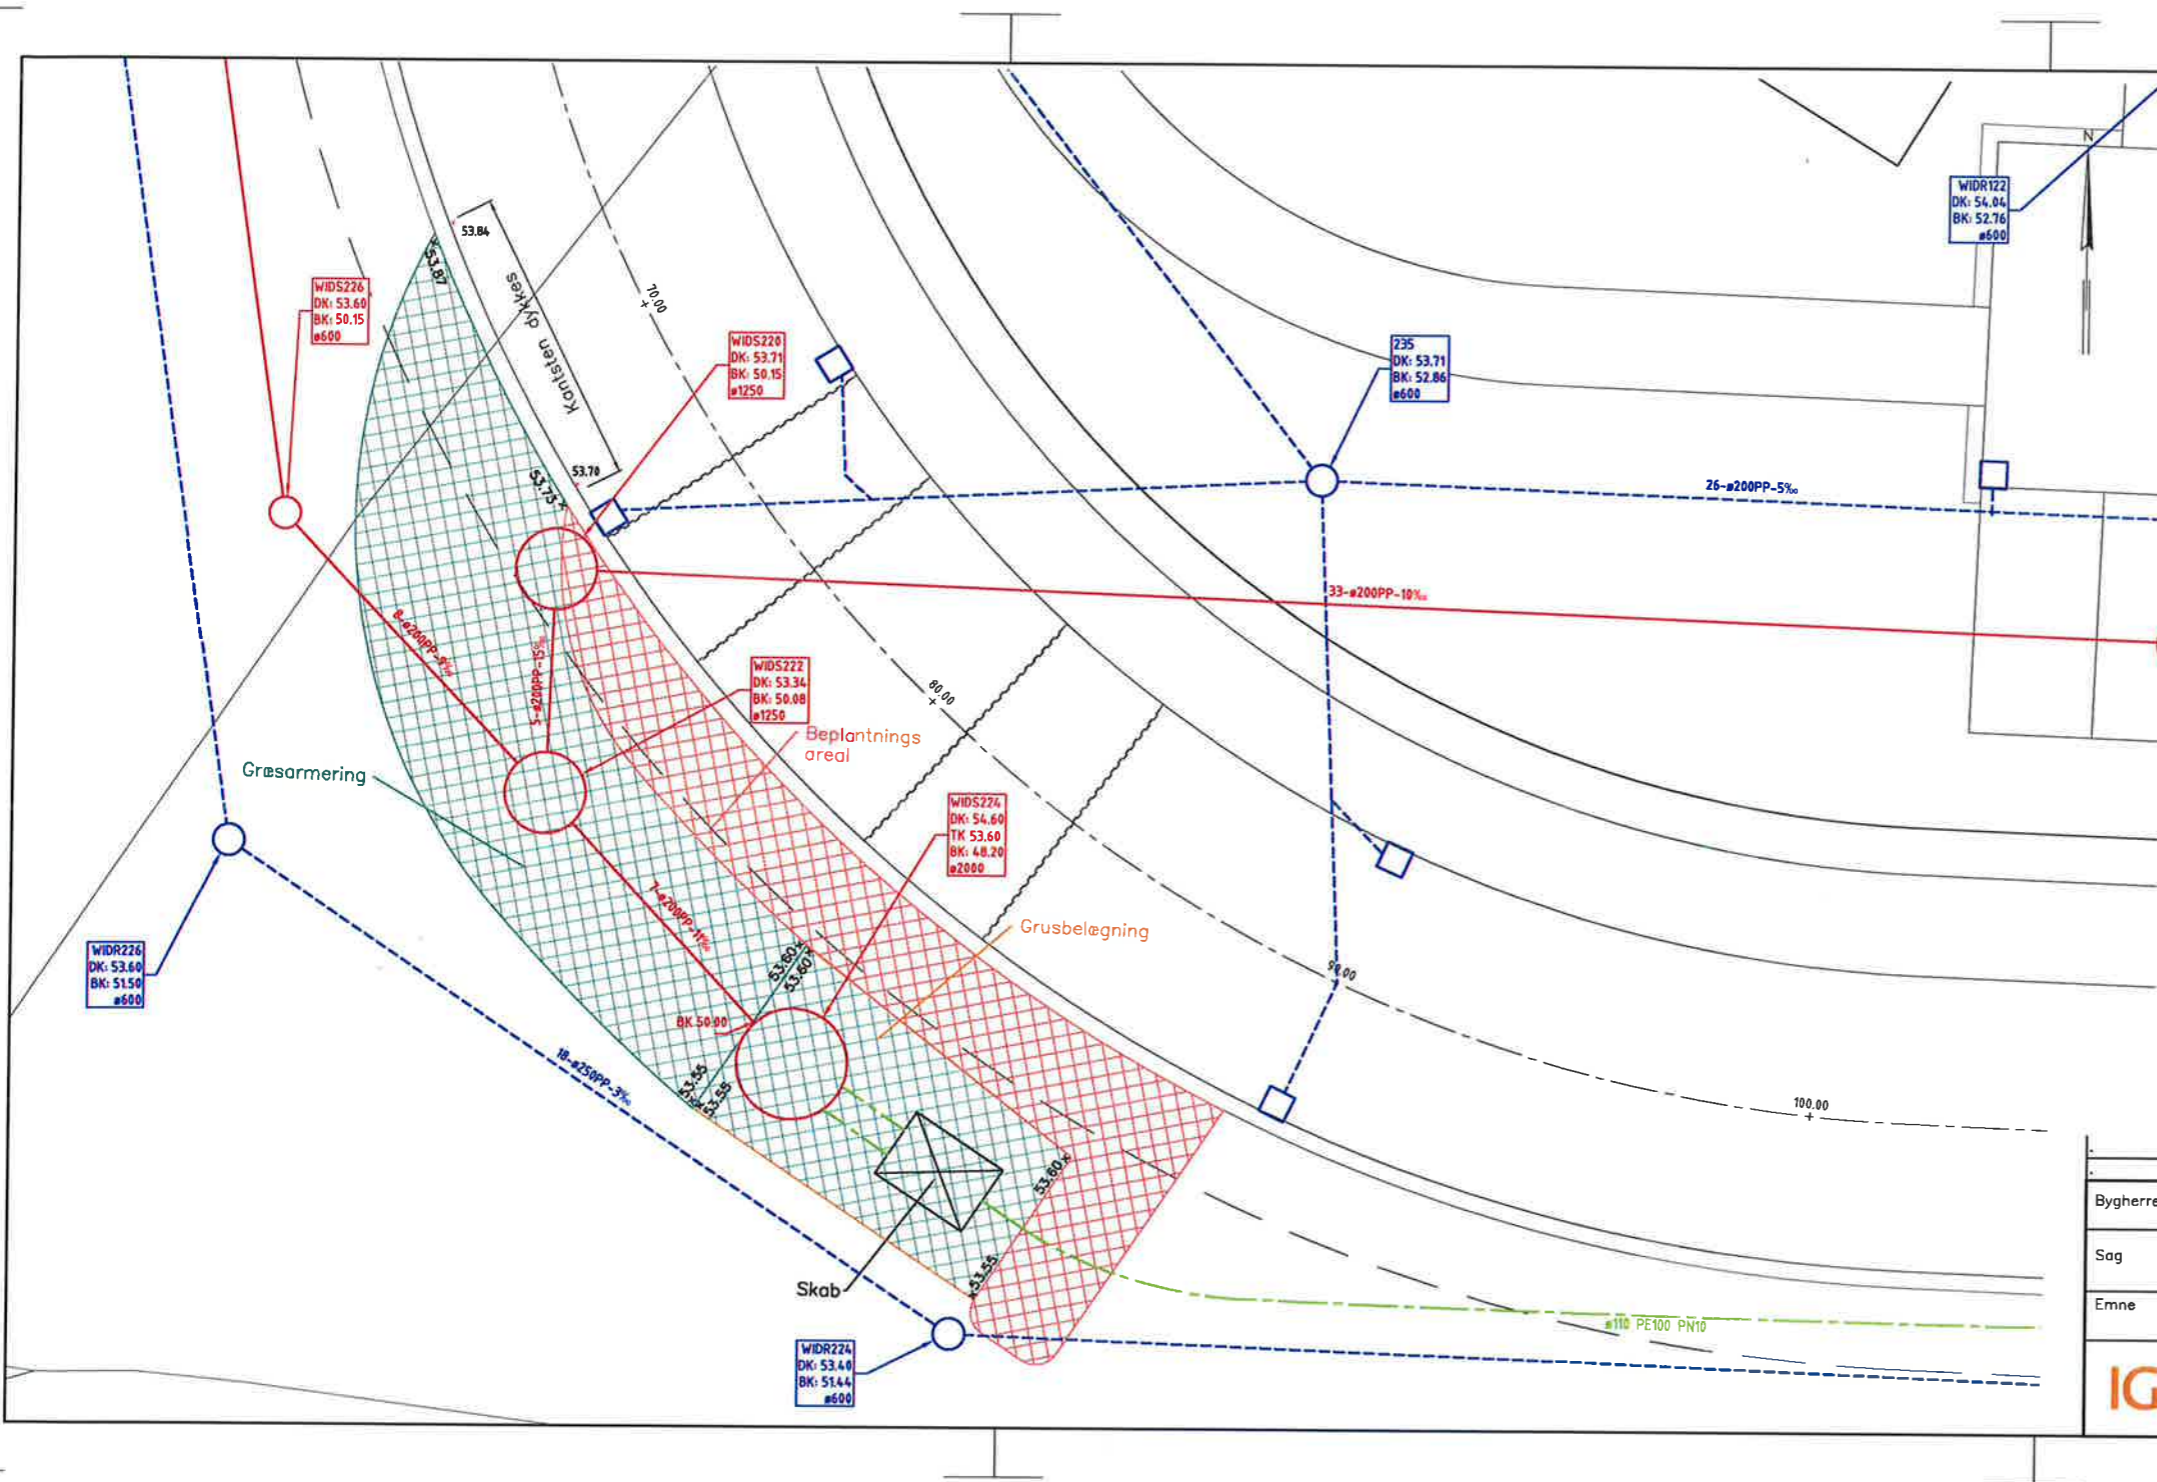 N
WIDR122
DK: 54.04
BK: 52.76
ø600
53.84
53.87
Kantsten dykkes
70.00
WIDS226
DK: 53.60
BK: 50.15
ø600
WIDS220
DK: 53.71
BK: 50.15
ø1250
235
DK: 53.71
BK: 52.86
ø600
53.70
53.73
26-ø200PP-5‰
33-ø200PP-10‰
8-ø200PP-9‰
5-ø200PP-15‰
WIDS222
DK: 53.34
BK: 50.08
ø1250
80.00
Beplantnings
areal
Græsarmering
WIDS224
DK: 54.60
TK 53.60
BK: 48.20
ø2000
7-ø200PP-11‰
Grusbelægning
WIDR226
DK: 53.60
BK: 51.50
ø600
53.60
53.60
90.00
BK 50.00
18-ø250PP-3‰
53.55
53.55
100.00
53.60
53.55
Skab
ø110 PE100 PN10
WIDR224
DK: 53.40
BK: 51.44
ø600
Bygherre
Sag
Emne
IG